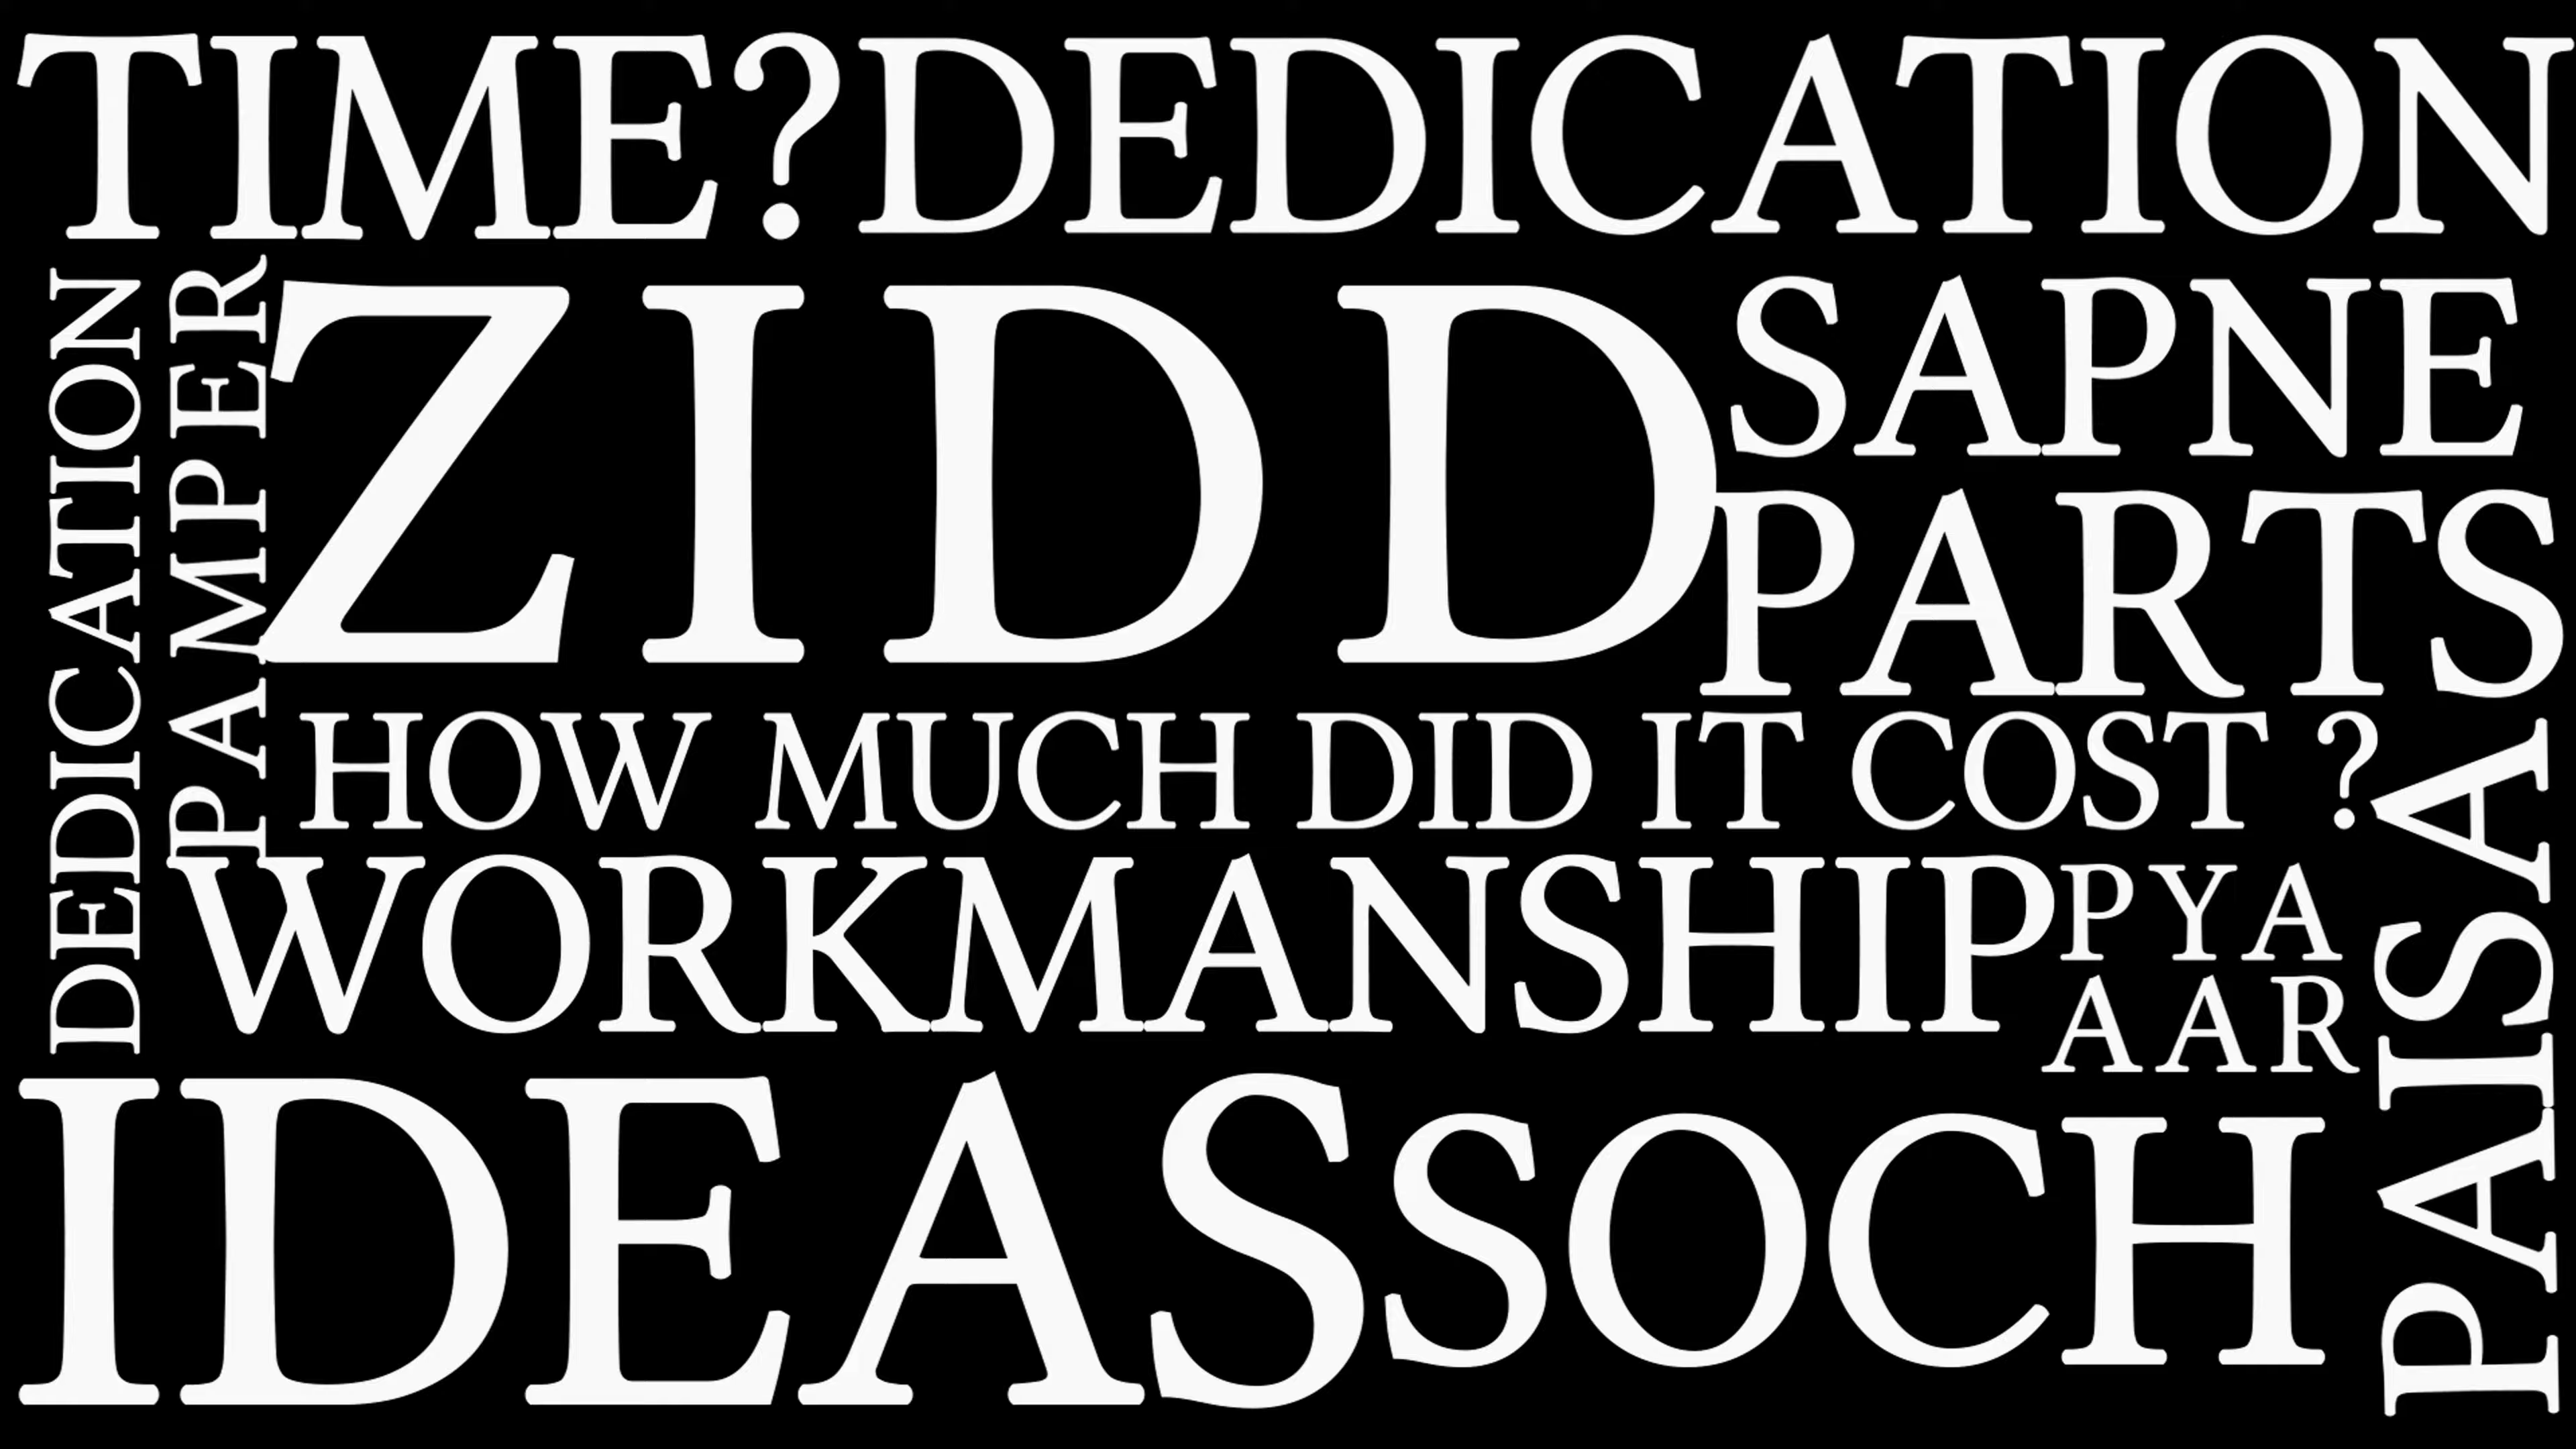 TIME? DEDICATION
DEDICATION
PAMPER
ZIDD
SAPNE
PARTS
HOW MUCH DID IT COST ?
WORKMANSHIP
PYA
AAR
PAISA
IDEAS
SOCH